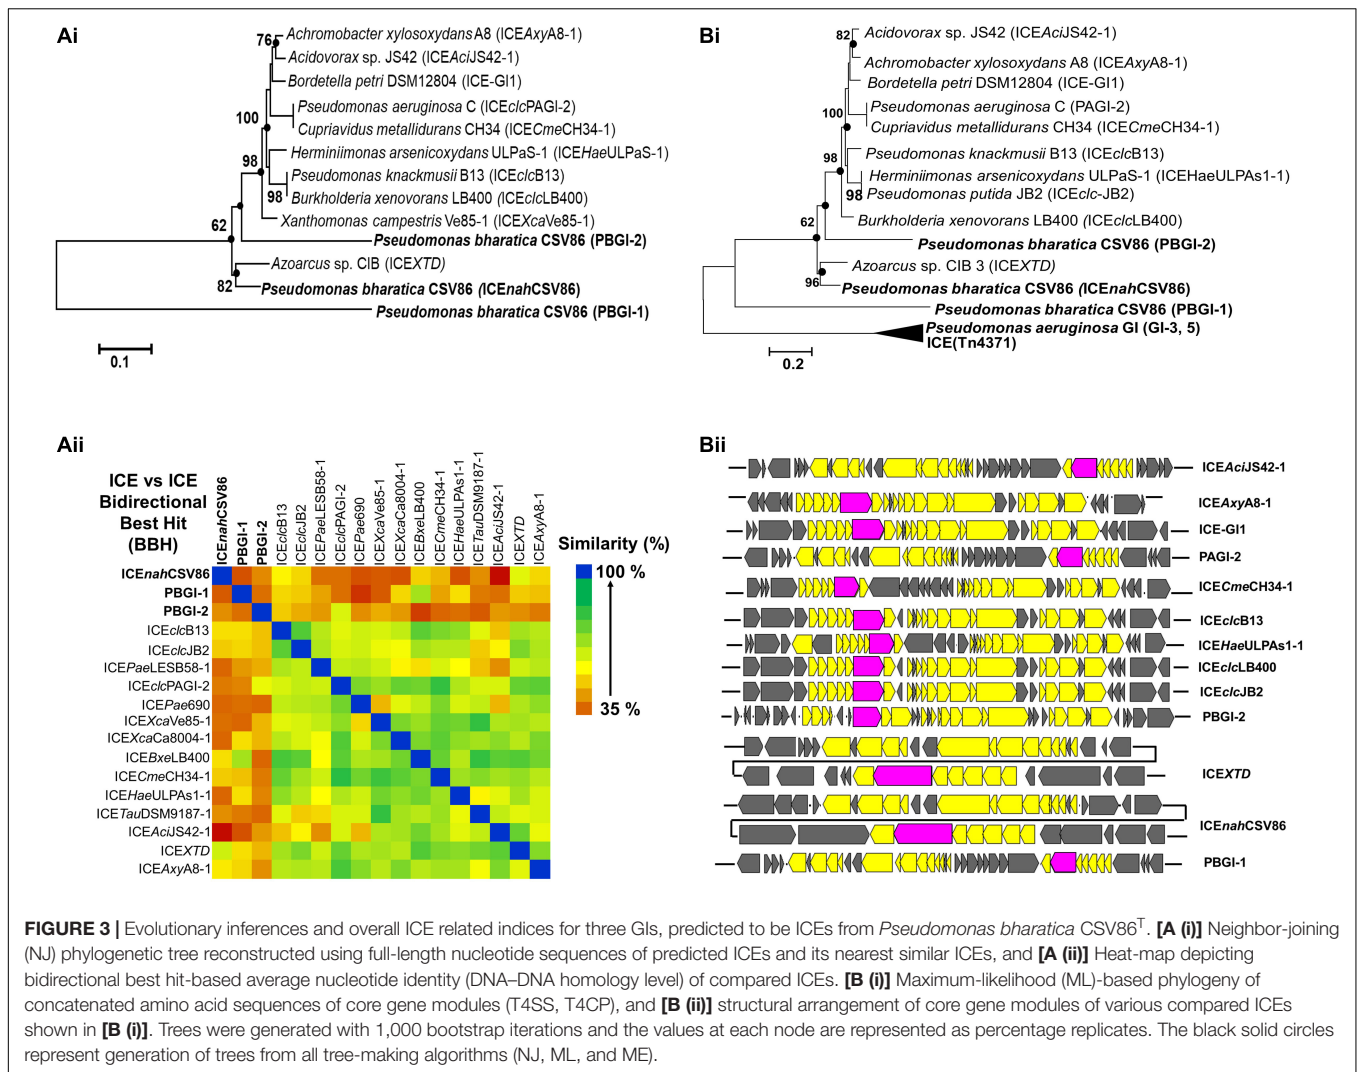 Ai
76
Achromobacter xylosoxydans A8 (ICEAxyA8-1)
Acidovorax sp. JS42 (ICEAciJS42-1)
Bordetella petri DSM12804 (ICE-GI1)
Pseudomonas aeruginosa C (ICEclcPAGI-2)
100
Cupriavidus metallidurans CH34 (ICECmeCH34-1)
Herminiimonas arsenicoxydans ULPaS-1 (ICEHaeULPaS-1)
98
Pseudomonas knackmusii B13 (ICEclcB13)
98
Burkholderia xenovorans LB400 (ICEclcLB400)
Xanthomonas campestris Ve85-1 (ICEXcaVe85-1)
62
Pseudomonas bharatica CSV86 (PBGI-2)
Azoarcus sp. CIB (ICEXTD)
82
Pseudomonas bharatica CSV86 (ICEnahCSV86)
Pseudomonas bharatica CSV86 (PBGI-1)
0.1
Bi
82
Acidovorax sp. JS42 (ICEAciJS42-1)
Achromobacter xylosoxydans A8 (ICEAxyA8-1)
Bordetella petri DSM12804 (ICE-GI1)
Pseudomonas aeruginosa C (PAGI-2)
100
Cupriavidus metallidurans CH34 (ICECmeCH34-1)
98
Pseudomonas knackmusii B13 (ICEclcB13)
Herminiimonas arsenicoxydans ULPaS-1 (ICEHaeULPAs1-1)
98
Pseudomonas putida JB2 (ICEclc-JB2)
Burkholderia xenovorans LB400 (ICEclcLB400)
62
Pseudomonas bharatica CSV86 (PBGI-2)
Azoarcus sp. CIB 3 (ICEXTD)
96
Pseudomonas bharatica CSV86 (ICEnahCSV86)
Pseudomonas bharatica CSV86 (PBGI-1)
Pseudomonas aeruginosa GI (GI-3, 5)
ICE(Tn4371)
0.2
Aii
ICE vs ICE
Bidirectional
Best Hit
(BBH)
ICEnahCSV86
PBGI-1
PBGI-2
ICEclcB13
ICEclcJB2
ICEPaeLESB58-1
ICEclcPAGI-2
ICEPae690
ICEXcaVe85-1
ICEXcaCa8004-1
ICEBxeLB400
ICECmeCH34-1
ICEHaeULPAs1-1
ICETauDSM9187-1
ICEAciJS42-1
ICEXTD
ICEAxyA8-1
ICEnahCSV86
PBGI-1
PBGI-2
ICEclcB13
ICEclcJB2
ICEPaeLESB58-1
ICEclcPAGI-2
ICEPae690
ICEXcaVe85-1
ICEXcaCa8004-1
ICEBxeLB400
ICECmeCH34-1
ICEHaeULPAs1-1
ICETauDSM9187-1
ICEAciJS42-1
ICEXTD
ICEAxyA8-1
Similarity (%)
100 %
35 %
Bii
ICEAciJS42-1
ICEAxyA8-1
ICE-GI1
PAGI-2
ICECmeCH34-1
ICEclcB13
ICEHaeULPAs1-1
ICEclcLB400
ICEclcJB2
PBGI-2
ICEXTD
ICEnahCSV86
PBGI-1
FIGURE 3 | Evolutionary inferences and overall ICE related indices for three GIs, predicted to be ICEs from Pseudomonas bharatica CSV86T. [A (i)] Neighbor-joining
(NJ) phylogenetic tree reconstructed using full-length nucleotide sequences of predicted ICEs and its nearest similar ICEs, and [A (ii)] Heat-map depicting
bidirectional best hit-based average nucleotide identity (DNA–DNA homology level) of compared ICEs. [B (i)] Maximum-likelihood (ML)-based phylogeny of
concatenated amino acid sequences of core gene modules (T4SS, T4CP), and [B (ii)] structural arrangement of core gene modules of various compared ICEs
shown in [B (i)]. Trees were generated with 1,000 bootstrap iterations and the values at each node are represented as percentage replicates. The black solid circles
represent generation of trees from all tree-making algorithms (NJ, ML, and ME).